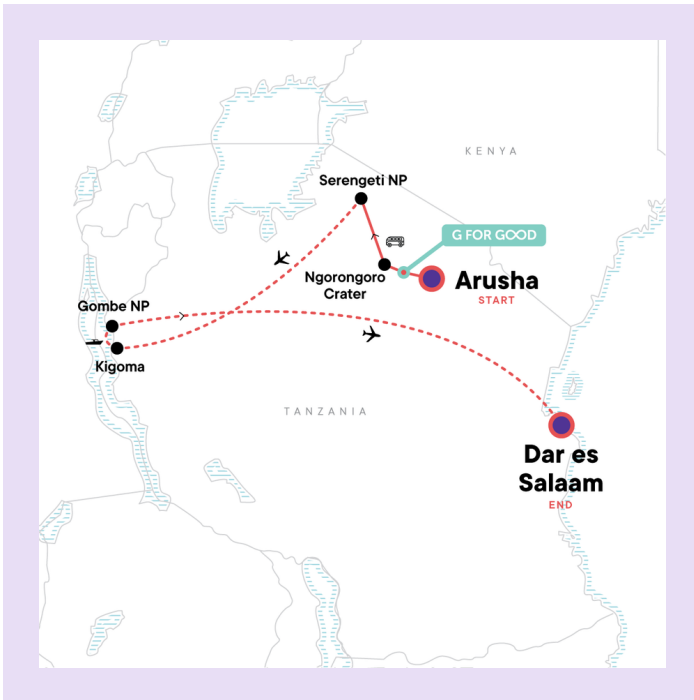 KENYA
Serengeti NP
G FOR GOOD
Ngorongoro
Crater
Arusha
START
Gombe NP
Kigoma
TANZANIA
Dar es
Salaam
END